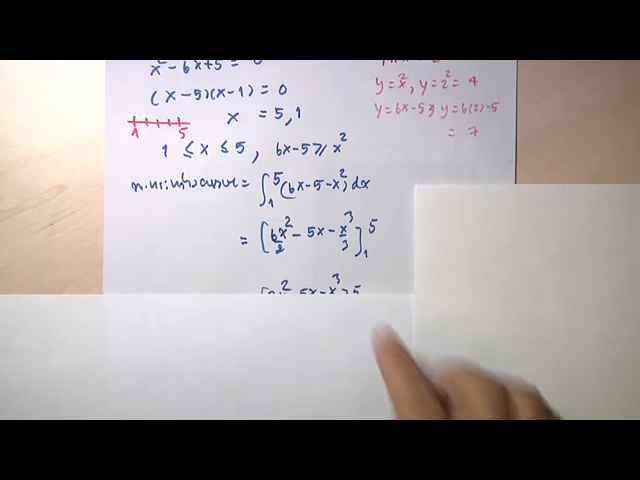 x² - 6x + 5 = 0
(x - 5)(x - 1) = 0
x = 5, 1
1 5
1 ≤ x ≤ 5, 6x - 5 ≥ x²
= ∫₁⁵ (6x - 5 - x²) dx
= [6x²/2 - 5x - x³/3]₁⁵
y = x², y = 2² = 4
y = 6x - 5, y = 6(2) - 5
= 7